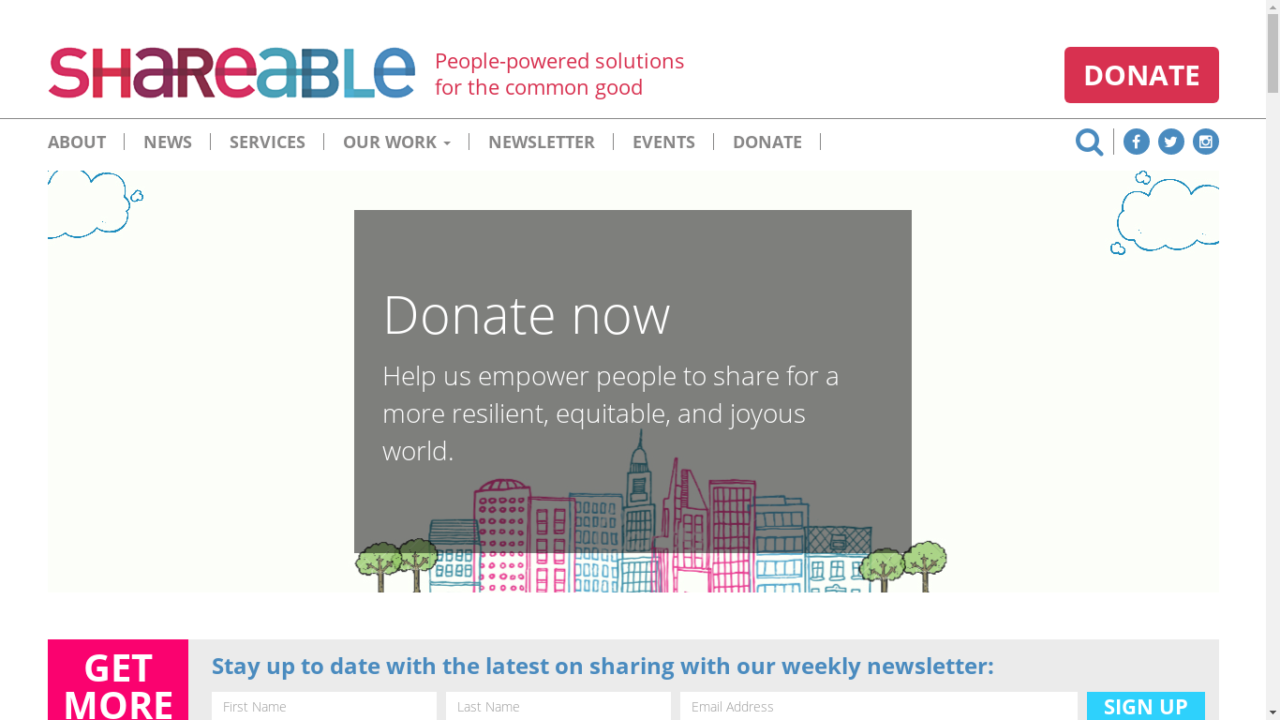 SHAREABLE
People-powered solutions
for the common good
DONATE
ABOUT NEWS SERVICES OUR WORK NEWSLETTER EVENTS DONATE
Donate now
Help us empower people to share for a
more resilient, equitable, and joyous
world.
GET
MORE
Stay up to date with the latest on sharing with our weekly newsletter:
First Name Last Name Email Address SIGN UP